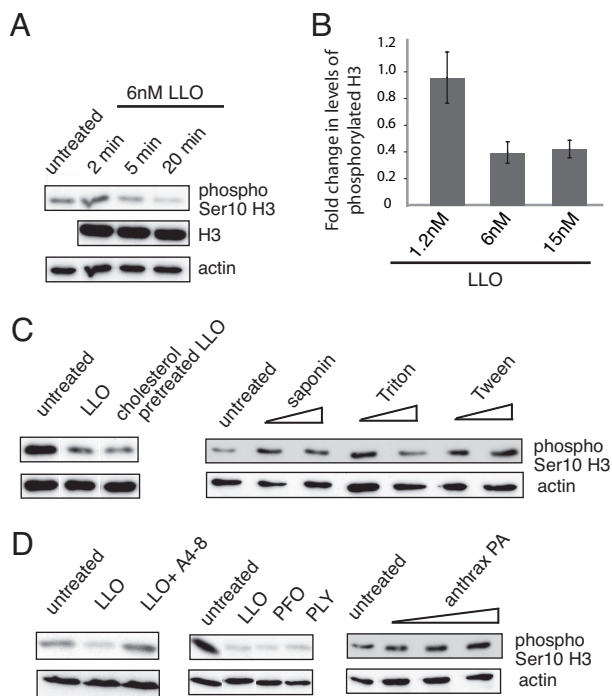 A
6nM LLO
untreated
2 min
5 min
20 min
phospho
Ser10 H3
H3
actin
B
Fold change in levels of
phosphorylated H3
1.2
1.0
0.8
0.6
0.4
0.2
0
1.2nM
6nM
15nM
LLO
C
untreated
LLO
cholesterol
pretreated LLO
untreated
saponin
Triton
Tween
phospho
Ser10 H3
actin
D
untreated
LLO
LLO+ A4-8
untreated
LLO
PFO
PLY
untreated
anthrax PA
phospho
Ser10 H3
actin